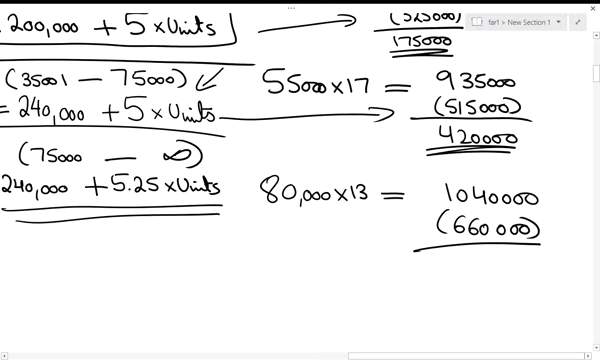 far1 > New Section 1
200,000 + 5 x Units
175000
(35001 — 75000)
= 240,000 + 5 x Units
55000 x 17 = 935000
(515000)
420000
(75000 — ∞)
240,000 + 5.25 x Units
80,000 x 13 = 1040000
(660000)